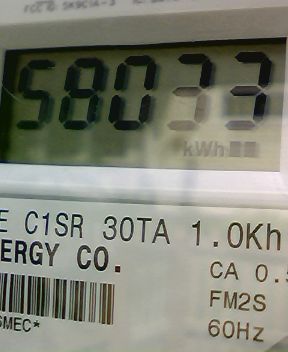 58033
kWh
E C1SR 30TA 1.0Kh
ERGY CO.
CA 0.5
FM2S
60Hz
SMEC*